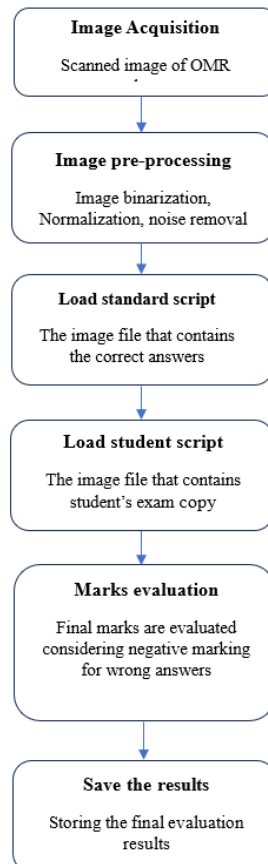 Image Acquisition
Scanned image of OMR
Image pre-processing
Image binarization,
Normalization, noise removal
Load standard script
The image file that contains
the correct answers
Load student script
The image file that contains
student's exam copy
Marks evaluation
Final marks are evaluated
considering negative marking
for wrong answers
Save the results
Storing the final evaluation
results